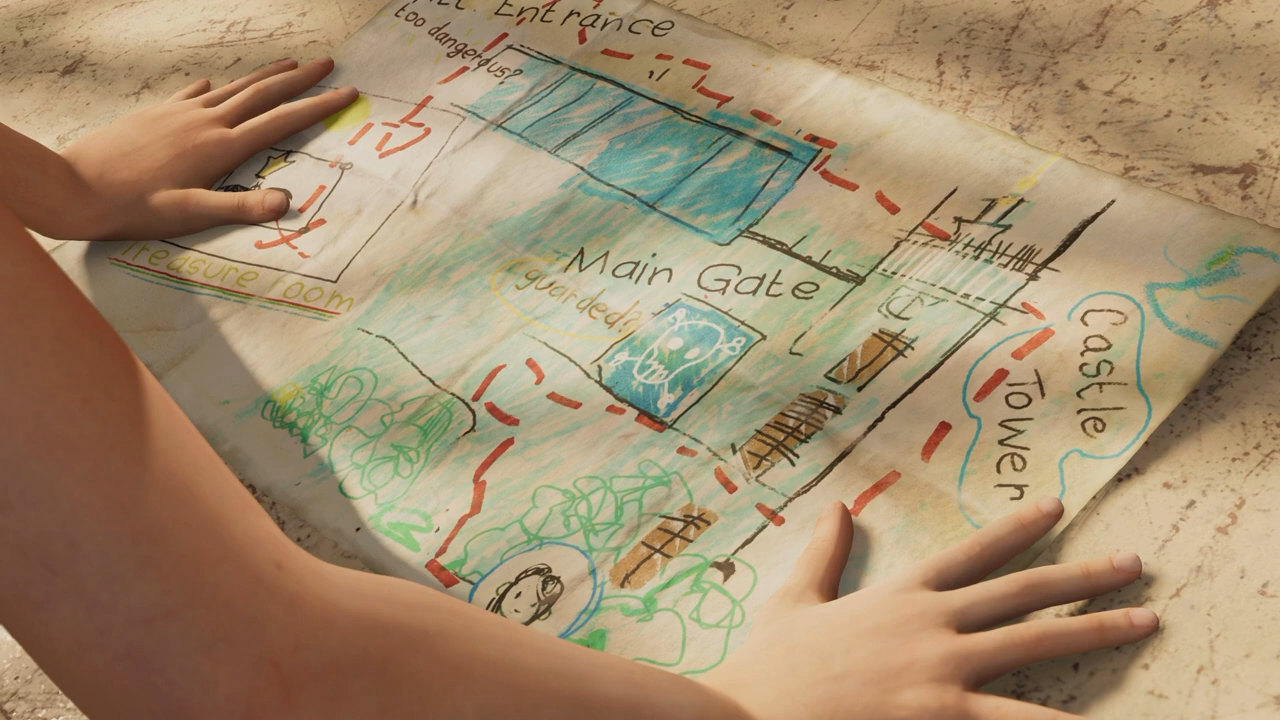 Entrance
too dangerous?
Treasure room
Main Gate
guarded?
Castle
Tower